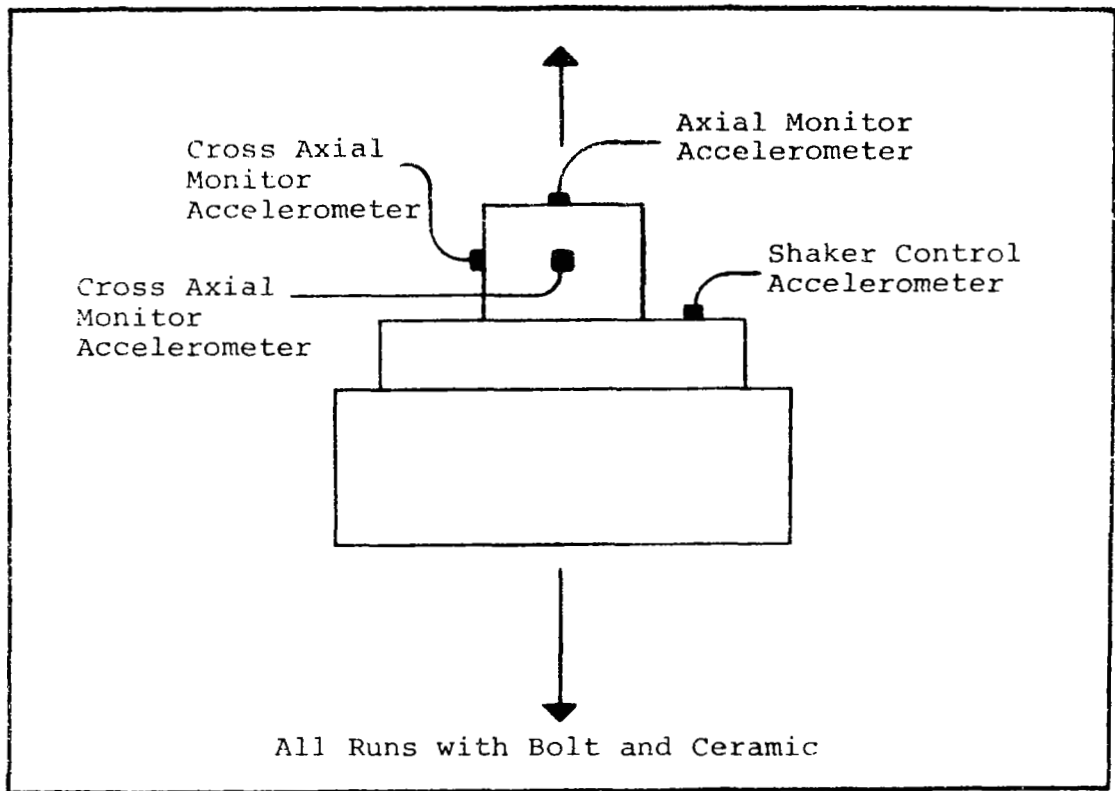 Axial Monitor
Accelerometer
Cross Axial
Monitor
Accelerometer
Shaker Control
Accelerometer
Cross Axial
Monitor
Accelerometer
All Runs with Bolt and Ceramic